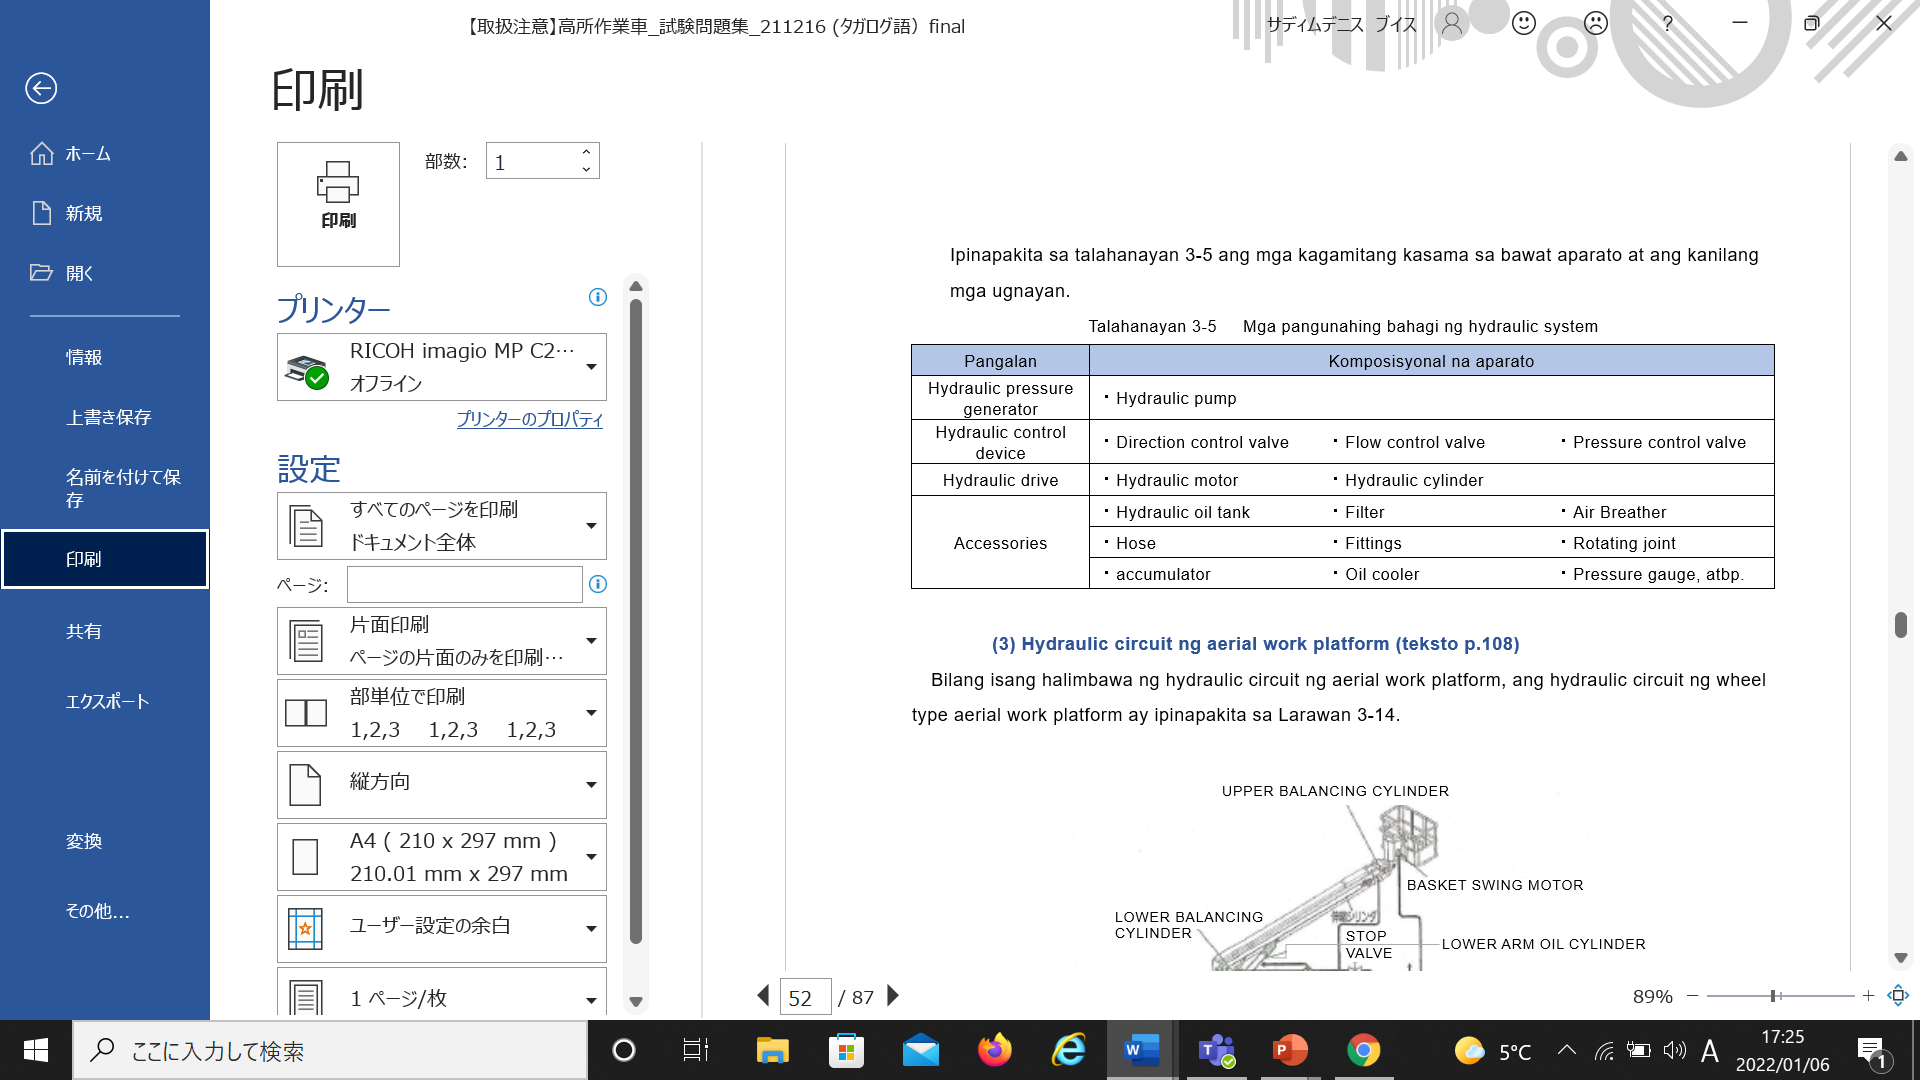 【取扱注意】高所作業車_試験問題集_211216 (タガログ語） final
サディムデニス ブイス
?
印刷
ホーム
新規
開く
情報
上書き保存
名前を付けて保
存
印刷
共有
エクスポート
変換
その他...
印刷
部数:
1
プリンター
RICOH imagio MP C2…
オフライン
プリンターのプロパティ
設定
すべてのページを印刷
ドキュメント全体
ページ:
片面印刷
ページの片面のみを印刷…
部単位で印刷
1,2,3 1,2,3 1,2,3
縦方向
A4 ( 210 x 297 mm )
210.01 mm x 297 mm
ユーザー設定の余白
1 ページ/枚
Ipinapakita sa talahanayan 3-5 ang mga kagamitang kasama sa bawat aparato at ang kanilang
mga ugnayan.
Talahanayan 3-5 Mga pangunahing bahagi ng hydraulic system
Pangalan Komposisyonal na aparato
Hydraulic pressure
generator
・Hydraulic pump
Hydraulic control
device
・Direction control valve ・Flow control valve ・Pressure control valve
Hydraulic drive ・Hydraulic motor ・Hydraulic cylinder
Accessories
・Hydraulic oil tank ・Filter ・Air Breather
・Hose ・Fittings ・Rotating joint
・accumulator ・Oil cooler ・Pressure gauge, atbp.
(3) Hydraulic circuit ng aerial work platform (teksto p.108)
Bilang isang halimbawa ng hydraulic circuit ng aerial work platform, ang hydraulic circuit ng wheel
type aerial work platform ay ipinapakita sa Larawan 3-14.
UPPER BALANCING CYLINDER
BASKET SWING MOTOR
LOWER BALANCING
CYLINDER
伸縮シリンダ
STOP
VALVE
LOWER ARM OIL CYLINDER
52 / 87
89%
ここに入力して検索
5°C
A
17:25
2022/01/06
1